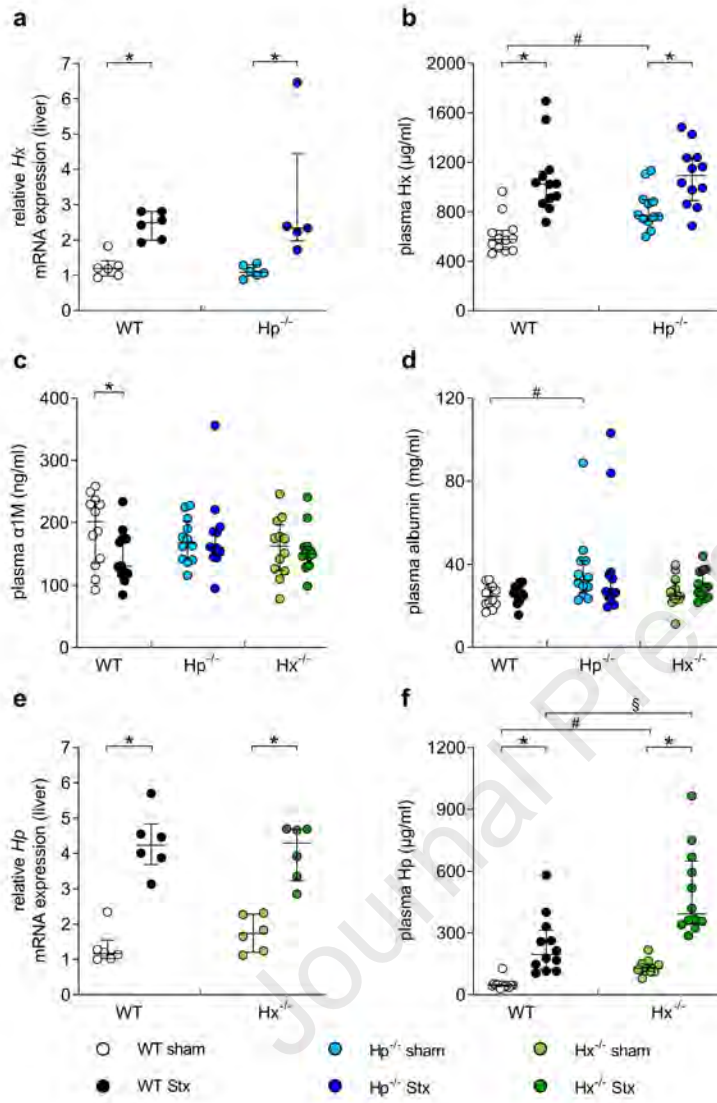 a
relative Hx
mRNA expression (liver)
7
6
5
4
3
2
1
0
*
*
WT
Hp-/-
b
plasma Hx (µg/ml)
2000
1600
1200
800
400
0
#
*
*
WT
Hp-/-
c
plasma α1M (ng/ml)
400
300
200
100
0
*
WT
Hp-/-
Hx-/-
d
plasma albumin (mg/ml)
120
80
40
0
#
WT
Hp-/-
Hx-/-
e
relative Hp
mRNA expression (liver)
7
6
5
4
3
2
1
0
*
*
WT
Hx-/-
f
plasma Hp (µg/ml)
1200
900
600
300
0
§
#
*
*
WT
Hx-/-
WT sham
Hp-/- sham
Hx-/- sham
WT Stx
Hp-/- Stx
Hx-/- Stx
Journal Pre